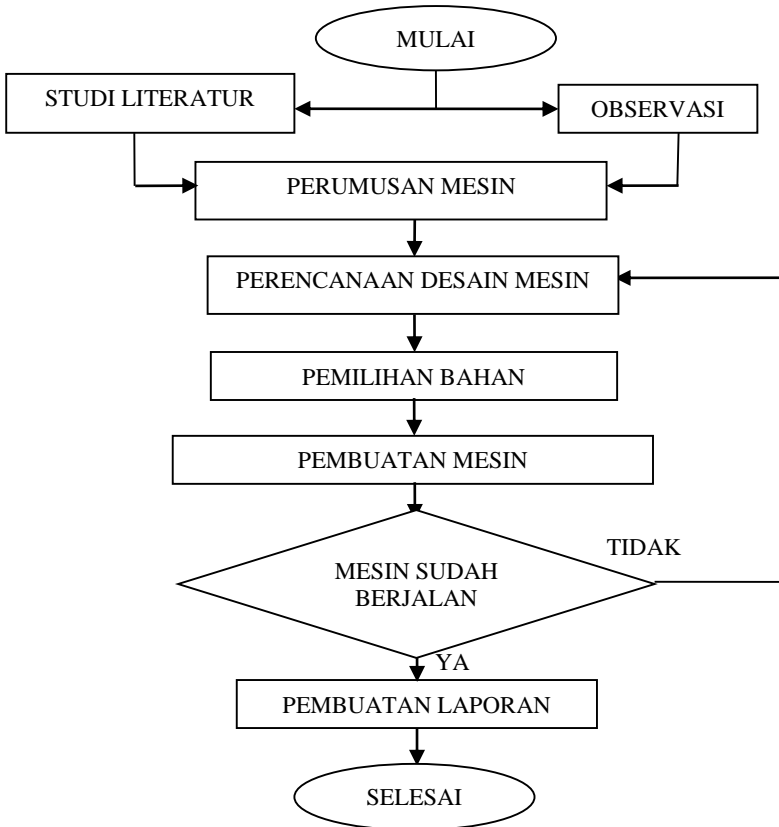 MULAI
STUDI LITERATUR
OBSERVASI
PERUMUSAN MESIN
PERENCANAAN DESAIN MESIN
PEMILIHAN BAHAN
PEMBUATAN MESIN
TIDAK
MESIN SUDAH
BERJALAN
YA
PEMBUATAN LAPORAN
SELESAI